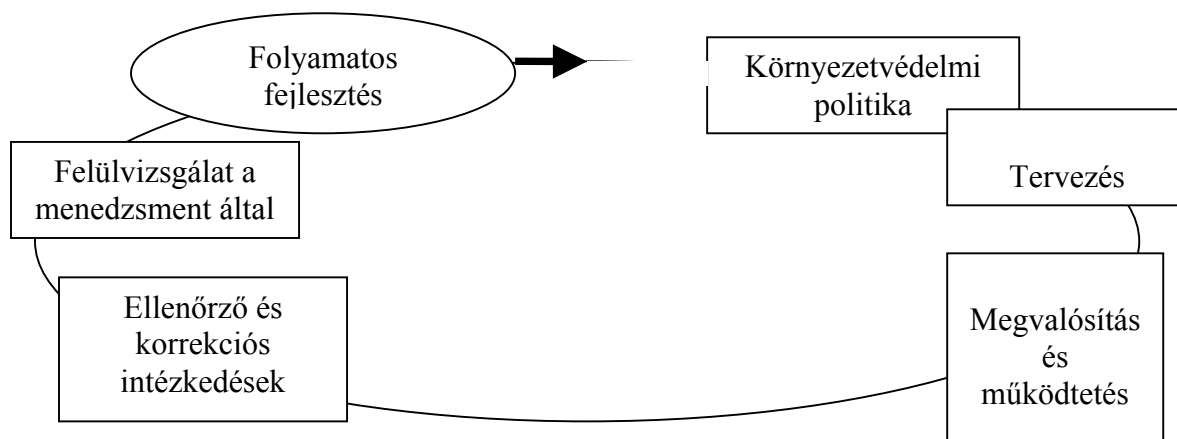 Folyamatos
fejlesztés
Környezetvédelmi
politika
Tervezés
Megvalósítás
és
működtetés
Ellenőrző és
korrekciós
intézkedések
Felülvizsgálat a
menedzsment által